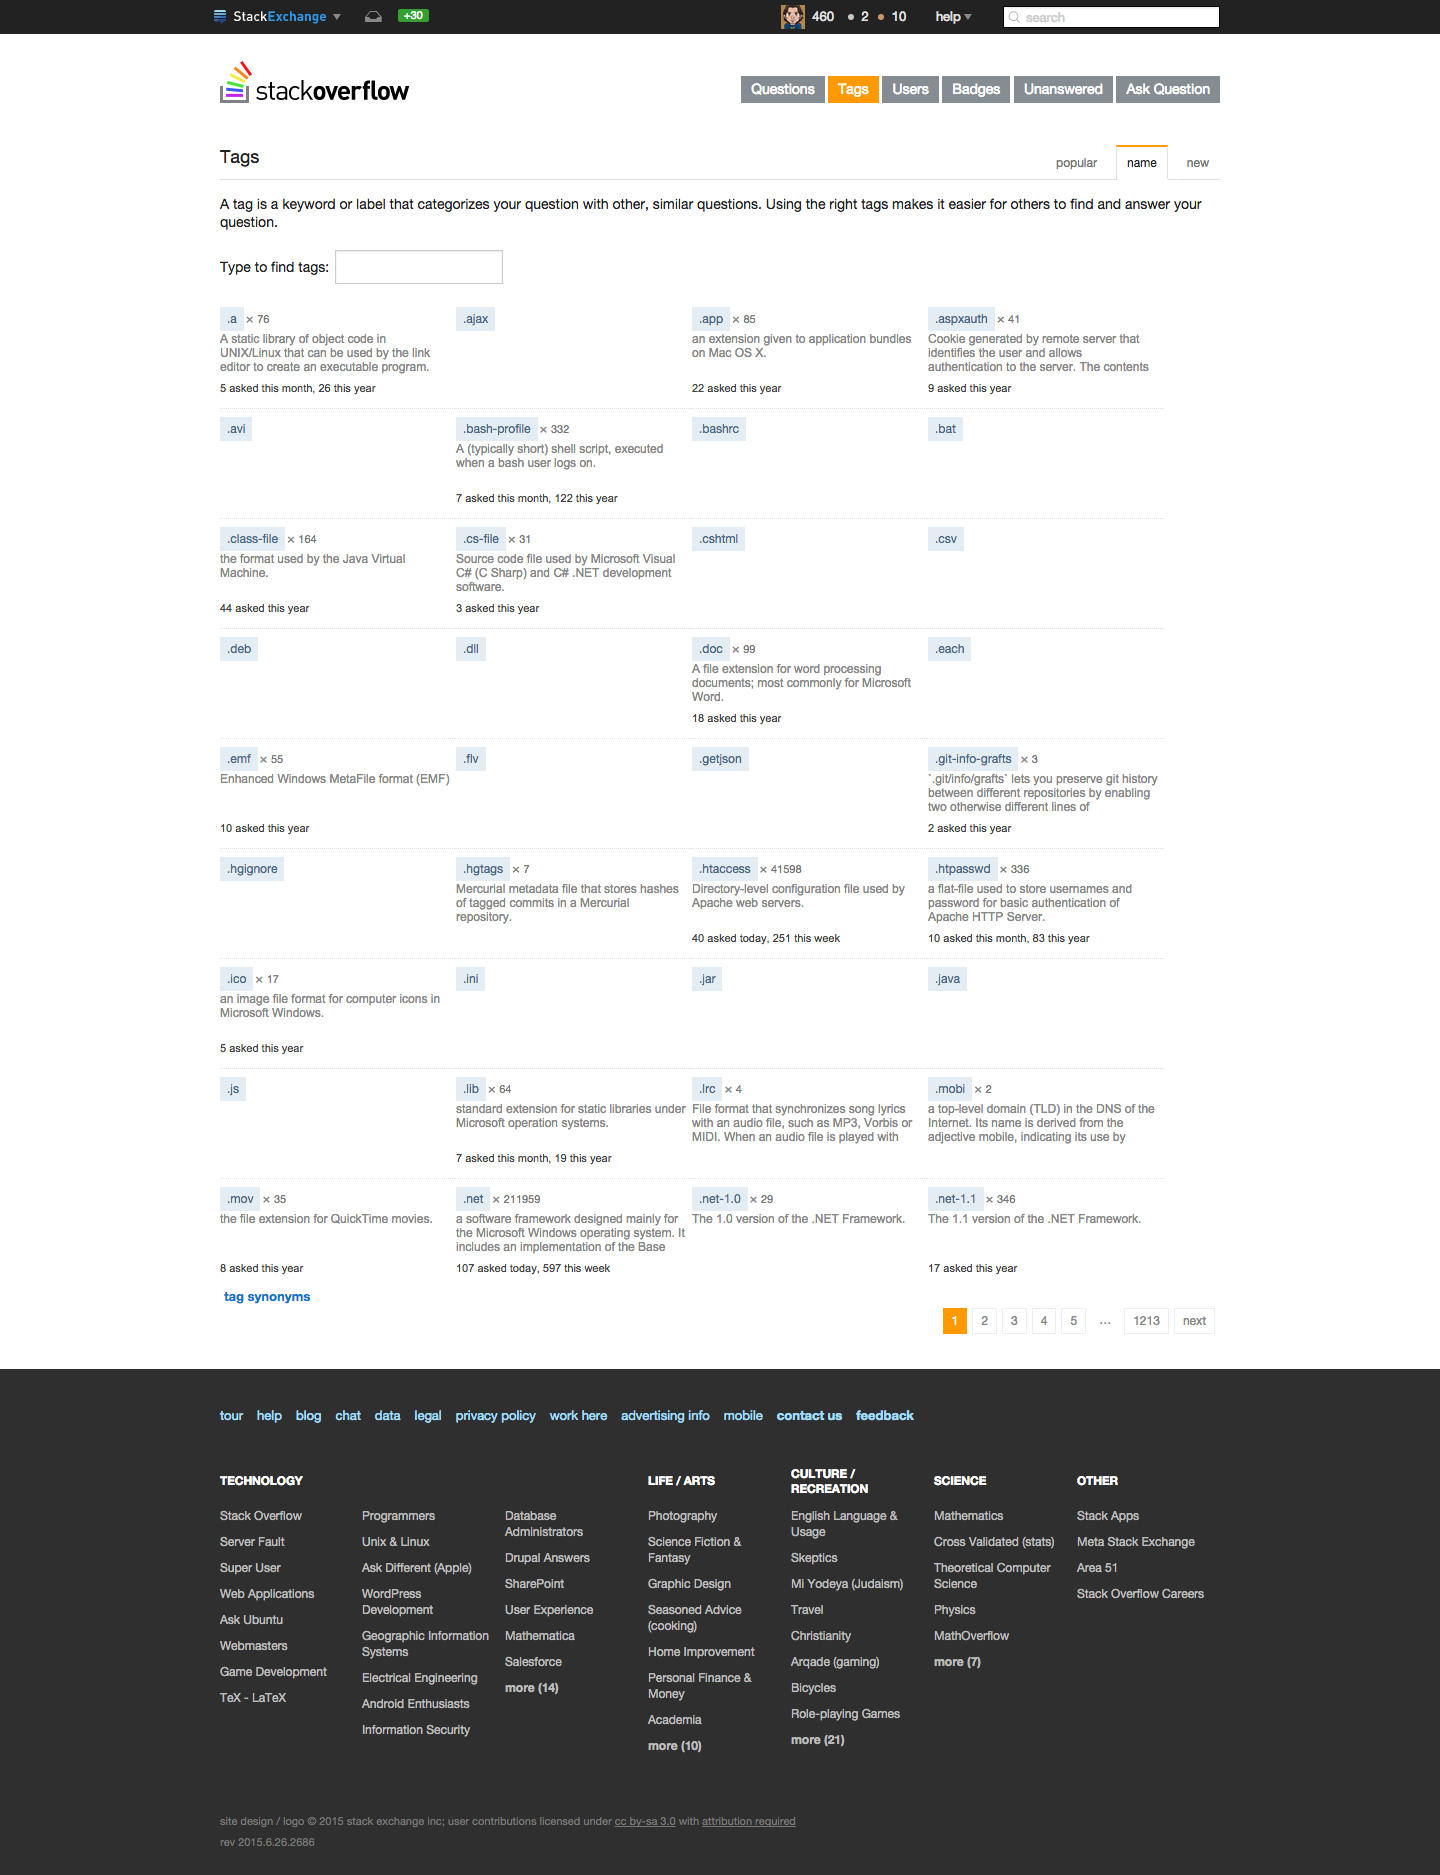 StackExchange +30 460 2 10 help search
stackoverflow
Questions Tags Users Badges Unanswered Ask Question
Tags popular name new
A tag is a keyword or label that categorizes your question with other, similar questions. Using the right tags makes it easier for others to find and answer your
question.
Type to find tags:
.a × 76
A static library of object code in
UNIX/Linux that can be used by the link
editor to create an executable program.
5 asked this month, 26 this year
.ajax
.app × 85
an extension given to application bundles
on Mac OS X.
22 asked this year
.aspxauth × 41
Cookie generated by remote server that
identifies the user and allows
authentication to the server. The contents
9 asked this year
.avi
.bash-profile × 332
A (typically short) shell script, executed
when a bash user logs on.
7 asked this month, 122 this year
.bashrc
.bat
.class-file × 164
the format used by the Java Virtual
Machine.
44 asked this year
.cs-file × 31
Source code file used by Microsoft Visual
C# (C Sharp) and C# .NET development
software.
3 asked this year
.cshtml
.csv
.deb
.dll
.doc × 99
A file extension for word processing
documents; most commonly for Microsoft
Word.
18 asked this year
.each
.emf × 55
Enhanced Windows MetaFile format (EMF)
10 asked this year
.flv
.getjson
.git-info-grafts × 3
`.git/info/grafts` lets you preserve git history
between different repositories by enabling
two otherwise different lines of
2 asked this year
.hgignore
.hgtags × 7
Mercurial metadata file that stores hashes
of tagged commits in a Mercurial
repository.
.htaccess × 41598
Directory-level configuration file used by
Apache web servers.
40 asked today, 251 this week
.htpasswd × 336
a flat-file used to store usernames and
password for basic authentication of
Apache HTTP Server.
10 asked this month, 83 this year
.ico × 17
an image file format for computer icons in
Microsoft Windows.
5 asked this year
.ini
.jar
.java
.js
.lib × 64
standard extension for static libraries under
Microsoft operation systems.
7 asked this month, 19 this year
.lrc × 4
File format that synchronizes song lyrics
with an audio file, such as MP3, Vorbis or
MIDI. When an audio file is played with
.mobi × 2
a top-level domain (TLD) in the DNS of the
Internet. Its name is derived from the
adjective mobile, indicating its use by
.mov × 35
the file extension for QuickTime movies.
8 asked this year
.net × 211959
a software framework designed mainly for
the Microsoft Windows operating system. It
includes an implementation of the Base
107 asked today, 597 this week
.net-1.0 × 29
The 1.0 version of the .NET Framework.
.net-1.1 × 346
The 1.1 version of the .NET Framework.
17 asked this year
tag synonyms
1 2 3 4 5 … 1213 next
tour help blog chat data legal privacy policy work here advertising info mobile contact us feedback
TECHNOLOGY
Stack Overflow
Server Fault
Super User
Web Applications
Ask Ubuntu
Webmasters
Game Development
TeX - LaTeX
Programmers
Unix & Linux
Ask Different (Apple)
WordPress
Development
Geographic Information
Systems
Electrical Engineering
Android Enthusiasts
Information Security
Database
Administrators
Drupal Answers
SharePoint
User Experience
Mathematica
Salesforce
more (14)
LIFE / ARTS
Photography
Science Fiction &
Fantasy
Graphic Design
Seasoned Advice
(cooking)
Home Improvement
Personal Finance &
Money
Academia
more (10)
CULTURE /
RECREATION
English Language &
Usage
Skeptics
Mi Yodeya (Judaism)
Travel
Christianity
Arqade (gaming)
Bicycles
Role-playing Games
more (21)
SCIENCE
Mathematics
Cross Validated (stats)
Theoretical Computer
Science
Physics
MathOverflow
more (7)
OTHER
Stack Apps
Meta Stack Exchange
Area 51
Stack Overflow Careers
site design / logo © 2015 stack exchange inc; user contributions licensed under cc by-sa 3.0 with attribution required
rev 2015.6.26.2686